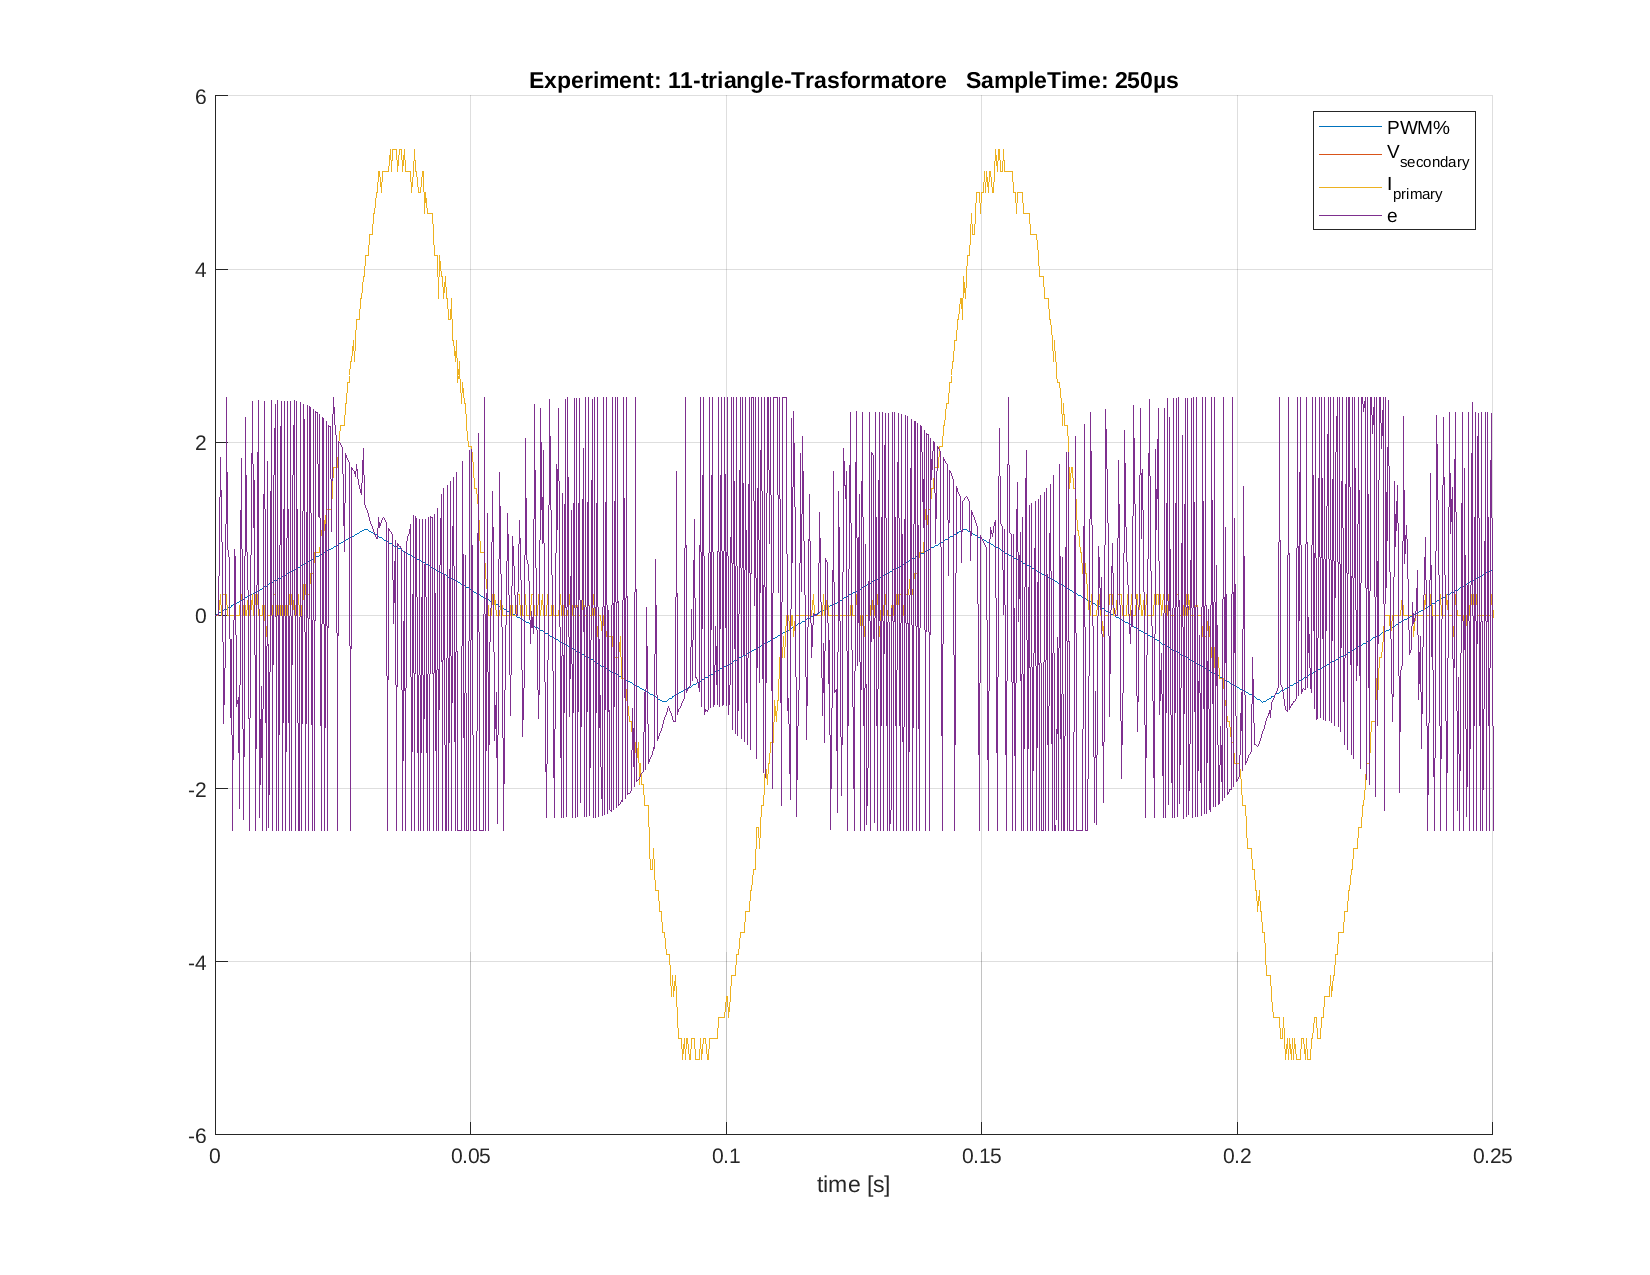 Experiment: 11-triangle-Trasformatore   SampleTime: 250µs
6
4
2
0
-2
-4
-6
PWM%
Vsecondary
Iprimary
e
0 0.05 0.1 0.15 0.2 0.25
time [s]